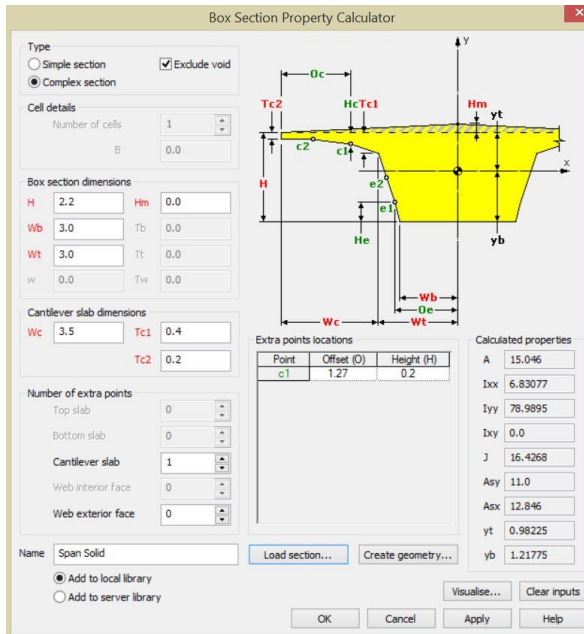 Box Section Property Calculator
x
Type
Simple section
Exclude void
Complex section
Cell details
Number of cells 1
B 0.0
Box section dimensions
H 2.2 Hm 0.0
Wb 3.0 Tb 0.0
Wt 3.0 Tt 0.0
w 0.0 Tw 0.0
Cantilever slab dimensions
Wc 3.5 Tc1 0.4
Tc2 0.2
Number of extra points
Top slab 0
Bottom slab 0
Cantilever slab 1
Web interior face 0
Web exterior face 0
y
Oc
Tc2 HcTc1 Hm yt
c2 c1
H e2 x
e1
He yb
Wb
Oe
Wc Wt
Extra points locations
Point Offset (O) Height (H)
c1 1.27 0.2
Calculated properties
A 15.046
Ixx 6.83077
Iyy 78.9895
Ixy 0.0
J 16.4268
Asy 11.0
Asx 12.846
yt 0.98225
yb 1.21775
Name Span Solid
Load section... Create geometry...
Add to local library
Add to server library
Visualise... Clear inputs
OK Cancel Apply Help